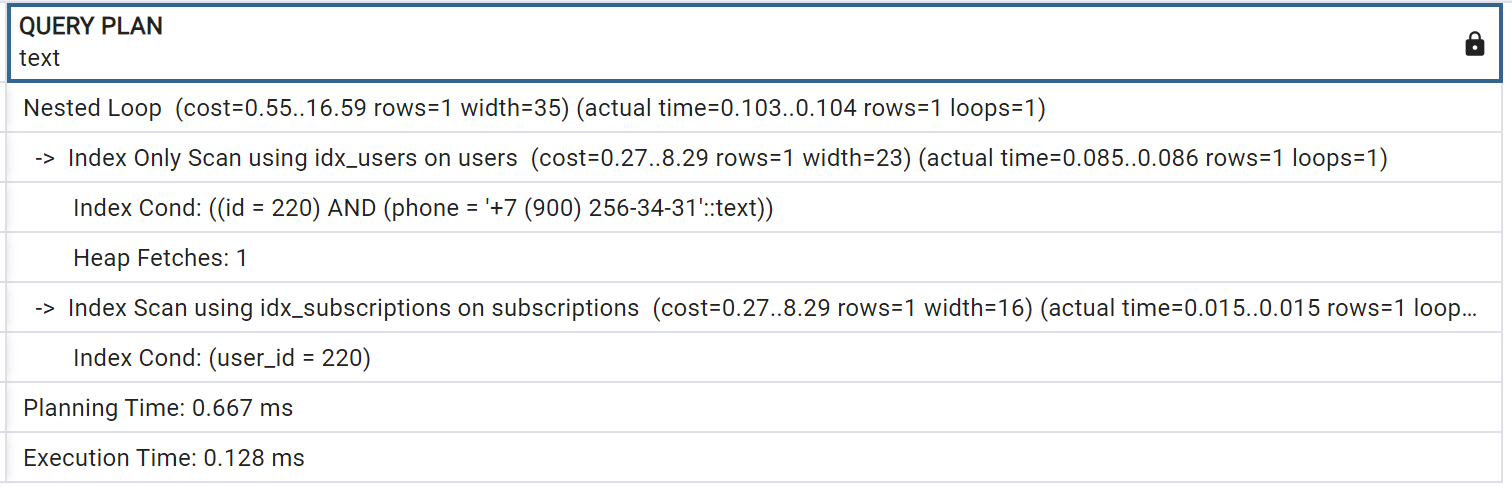 QUERY PLAN
text
Nested Loop (cost=0.55..16.59 rows=1 width=35) (actual time=0.103..0.104 rows=1 loops=1)
-> Index Only Scan using idx_users on users (cost=0.27..8.29 rows=1 width=23) (actual time=0.085..0.086 rows=1 loops=1)
Index Cond: ((id = 220) AND (phone = '+7 (900) 256-34-31'::text))
Heap Fetches: 1
-> Index Scan using idx_subscriptions on subscriptions (cost=0.27..8.29 rows=1 width=16) (actual time=0.015..0.015 rows=1 loop...
Index Cond: (user_id = 220)
Planning Time: 0.667 ms
Execution Time: 0.128 ms